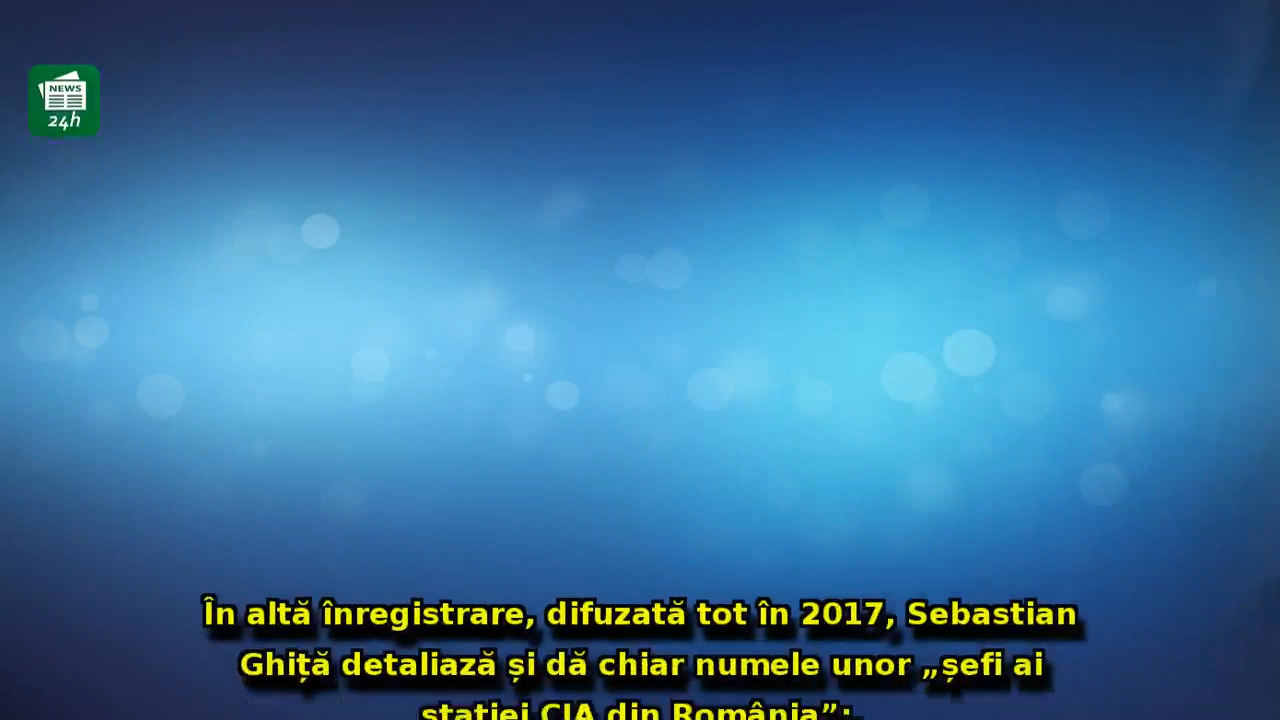 NEWS
24h
În altă înregistrare, difuzată tot în 2017, Sebastian
Ghiță detaliază și dă chiar numele unor „șefi ai
stației CIA din România”: